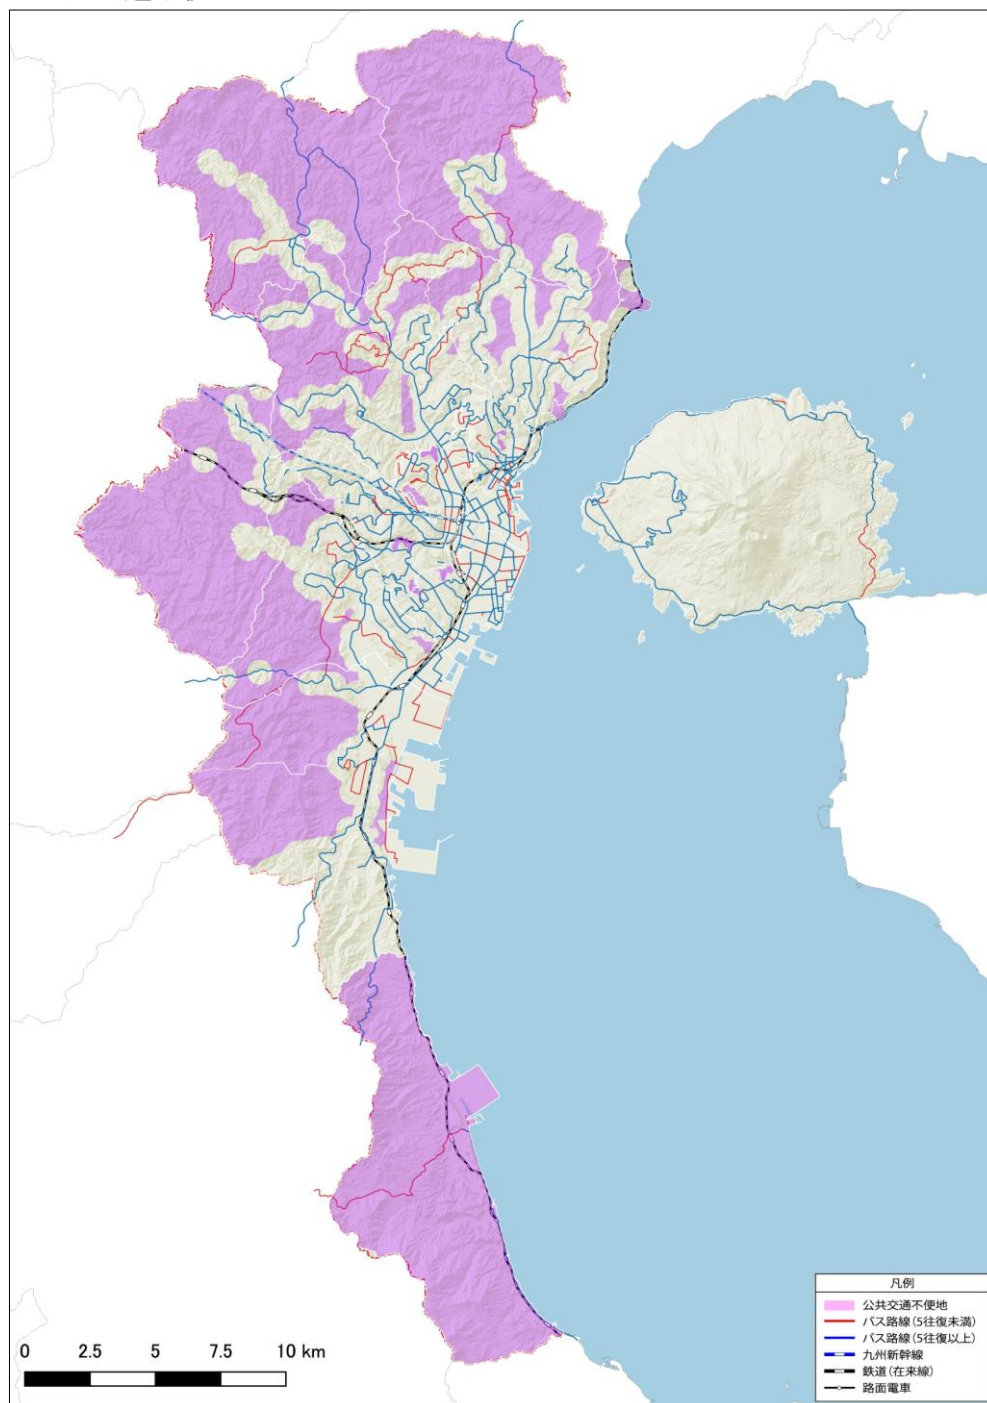 凡例
公共交通不便地
バス路線(5往復未満)
バス路線(5往復以上)
九州新幹線
鉄道(在来線)
路面電車
0 2.5 5 7.5 10 km